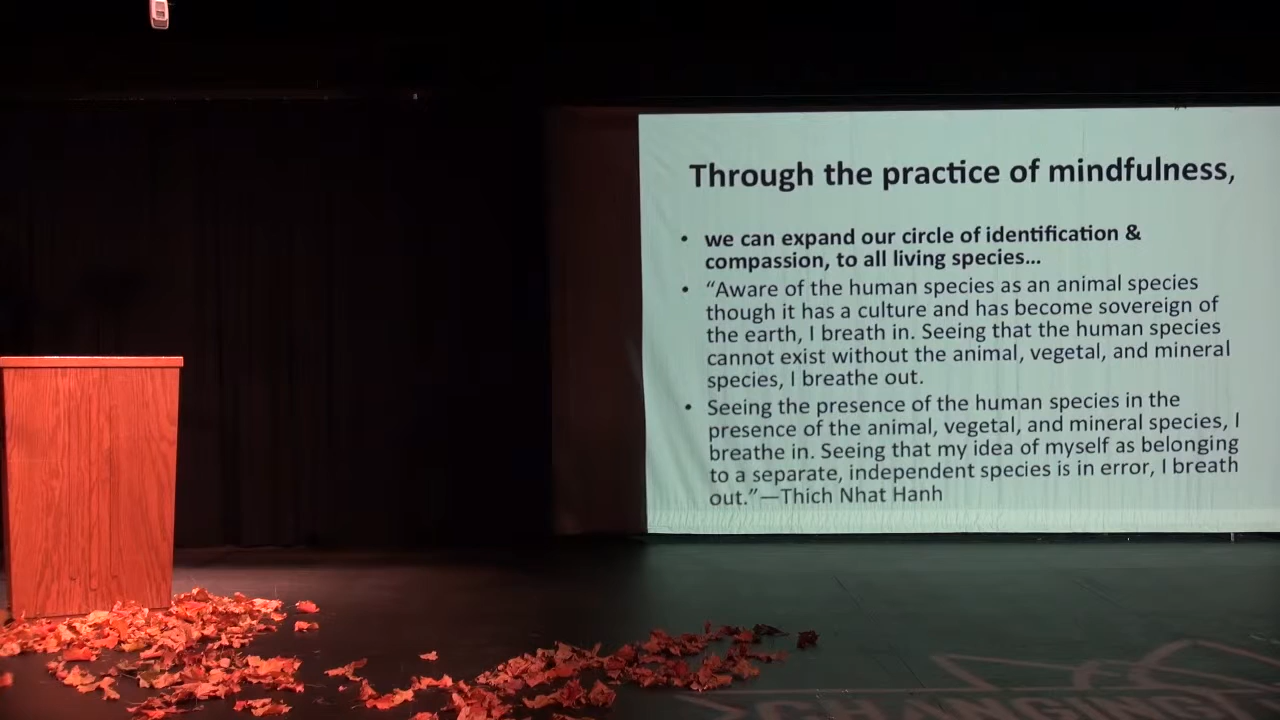 Through the practice of mindfulness,
• we can expand our circle of identification &
compassion, to all living species…
• “Aware of the human species as an animal species
though it has a culture and has become sovereign of
the earth, I breath in. Seeing that the human species
cannot exist without the animal, vegetal, and mineral
species, I breathe out.
• Seeing the presence of the human species in the
presence of the animal, vegetal, and mineral species, I
breathe in. Seeing that my idea of myself as belonging
to a separate, independent species is in error, I breath
out.”—Thich Nhat Hanh
CHANGING